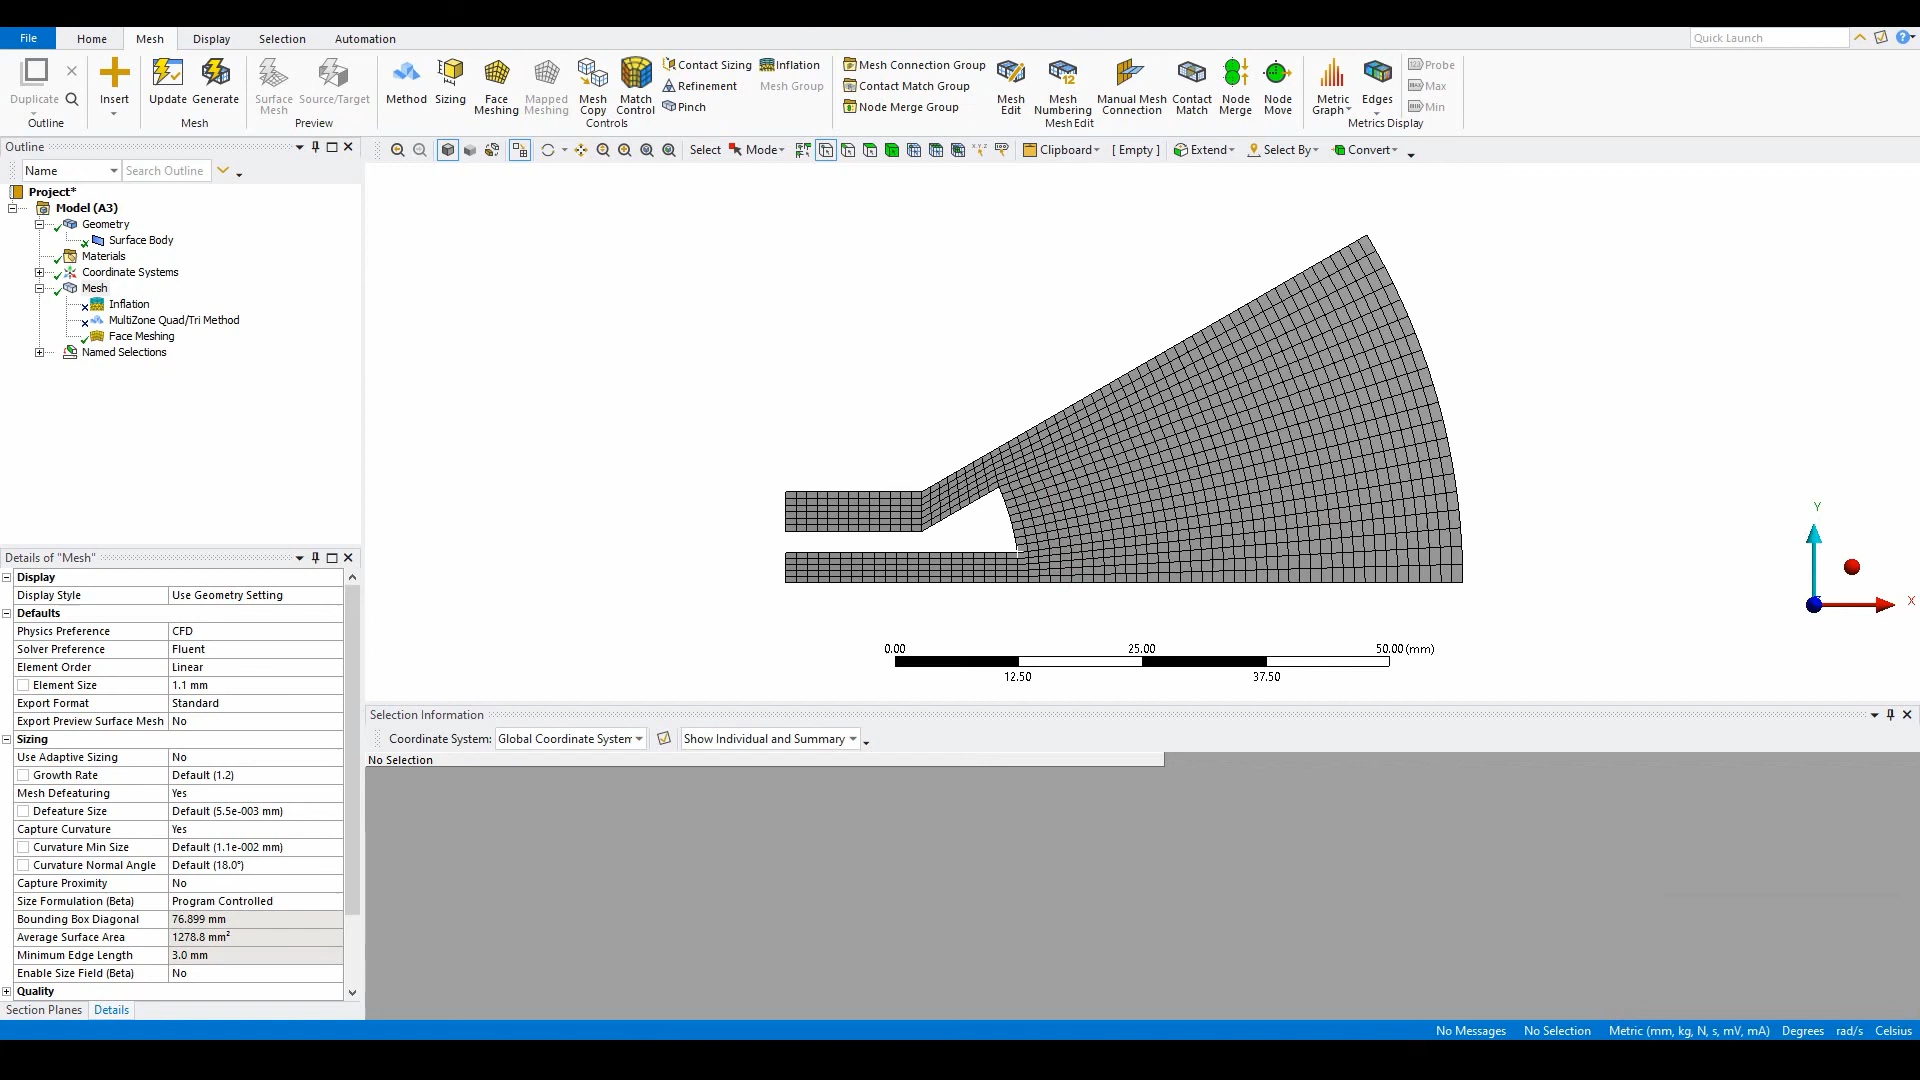 File Home Mesh Display Selection Automation
Quick Launch
Duplicate
Outline
Insert
Update Generate
Mesh
Surface Mesh
Source/Target
Preview
Method Sizing
Face Meshing
Mapped Meshing
Mesh Copy
Match Control
Contact Sizing
Refinement
Pinch
Inflation
Mesh Group
Controls
Mesh Connection Group
Contact Match Group
Node Merge Group
Mesh Edit
Mesh Numbering
Manual Mesh Connection
Contact Match
Node Merge
Node Move
Mesh Edit
Metric Graph
Edges
Probe
Max
Min
Metrics Display
Outline
Select Mode Clipboard [ Empty ] Extend Select By Convert
Name Search Outline
Project*
Model (A3)
Geometry
Surface Body
Materials
Coordinate Systems
Mesh
Inflation
MultiZone Quad/Tri Method
Face Meshing
Named Selections
Y
X
0.00 25.00 50.00 (mm)
12.50 37.50
Details of "Mesh"
Display
Display Style Use Geometry Setting
Defaults
Physics Preference CFD
Solver Preference Fluent
Element Order Linear
Element Size 1.1 mm
Export Format Standard
Export Preview Surface Mesh No
Sizing
Use Adaptive Sizing No
Growth Rate Default (1.2)
Mesh Defeaturing Yes
Defeature Size Default (5.5e-003 mm)
Capture Curvature Yes
Curvature Min Size Default (1.1e-002 mm)
Curvature Normal Angle Default (18.0°)
Capture Proximity No
Size Formulation (Beta) Program Controlled
Bounding Box Diagonal 76.899 mm
Average Surface Area 1278.8 mm²
Minimum Edge Length 3.0 mm
Enable Size Field (Beta) No
Quality
Section Planes Details
Selection Information
Coordinate System: Global Coordinate System Show Individual and Summary
No Selection
No Messages No Selection Metric (mm, kg, N, s, mV, mA) Degrees rad/s Celsius